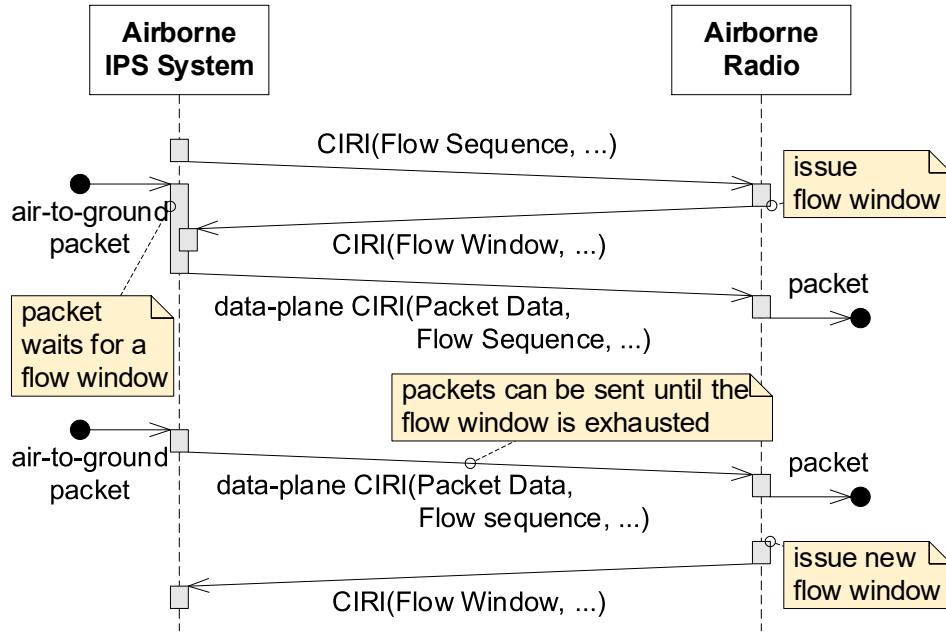 Airborne
IPS System
Airborne
Radio
CIRI(Flow Sequence, ...)
issue
flow window
air-to-ground
packet
CIRI(Flow Window, ...)
packet
waits for a
flow window
data-plane CIRI(Packet Data,
Flow Sequence, ...)
packet
packets can be sent until the
flow window is exhausted
air-to-ground
packet
data-plane CIRI(Packet Data,
Flow sequence, ...)
packet
issue new
flow window
CIRI(Flow Window, ...)